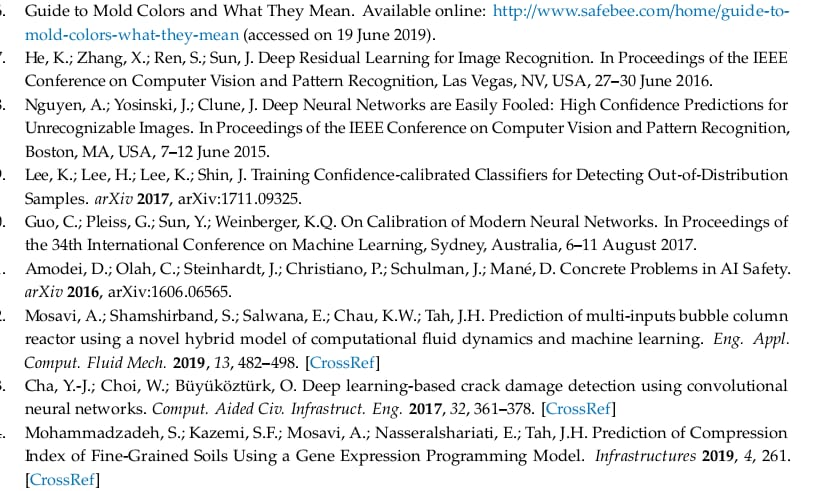 Guide to Mold Colors and What They Mean. Available online: http://www.safebee.com/home/guide-to-
mold-colors-what-they-mean (accessed on 19 June 2019).
He, K.; Zhang, X.; Ren, S.; Sun, J. Deep Residual Learning for Image Recognition. In Proceedings of the IEEE
Conference on Computer Vision and Pattern Recognition, Las Vegas, NV, USA, 27–30 June 2016.
Nguyen, A.; Yosinski, J.; Clune, J. Deep Neural Networks are Easily Fooled: High Confidence Predictions for
Unrecognizable Images. In Proceedings of the IEEE Conference on Computer Vision and Pattern Recognition,
Boston, MA, USA, 7–12 June 2015.
Lee, K.; Lee, H.; Lee, K.; Shin, J. Training Confidence-calibrated Classifiers for Detecting Out-of-Distribution
Samples. arXiv 2017, arXiv:1711.09325.
Guo, C.; Pleiss, G.; Sun, Y.; Weinberger, K.Q. On Calibration of Modern Neural Networks. In Proceedings of
the 34th International Conference on Machine Learning, Sydney, Australia, 6–11 August 2017.
Amodei, D.; Olah, C.; Steinhardt, J.; Christiano, P.; Schulman, J.; Mané, D. Concrete Problems in AI Safety.
arXiv 2016, arXiv:1606.06565.
Mosavi, A.; Shamshirband, S.; Salwana, E.; Chau, K.W.; Tah, J.H. Prediction of multi-inputs bubble column
reactor using a novel hybrid model of computational fluid dynamics and machine learning. Eng. Appl.
Comput. Fluid Mech. 2019, 13, 482–498. [CrossRef]
Cha, Y.-J.; Choi, W.; Büyüköztürk, O. Deep learning-based crack damage detection using convolutional
neural networks. Comput. Aided Civ. Infrastruct. Eng. 2017, 32, 361–378. [CrossRef]
Mohammadzadeh, S.; Kazemi, S.F.; Mosavi, A.; Nasseralshariati, E.; Tah, J.H. Prediction of Compression
Index of Fine-Grained Soils Using a Gene Expression Programming Model. Infrastructures 2019, 4, 261.
[CrossRef]